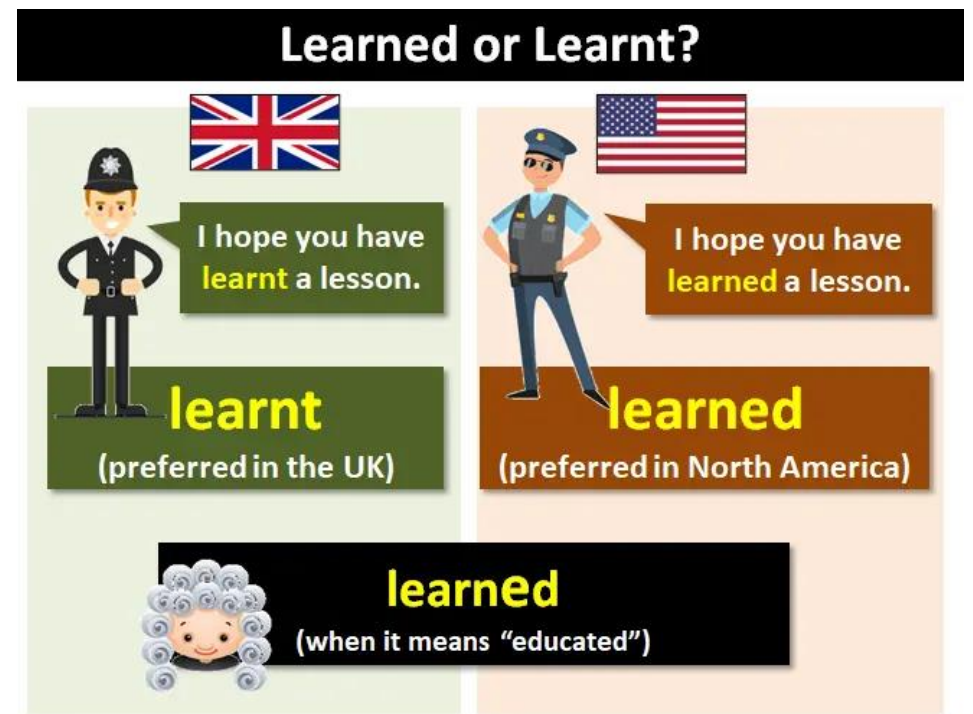 Learned or Learnt?
I hope you have
learnt a lesson.
I hope you have
learned a lesson.
learnt
(preferred in the UK)
learned
(preferred in North America)
learned
(when it means “educated”)